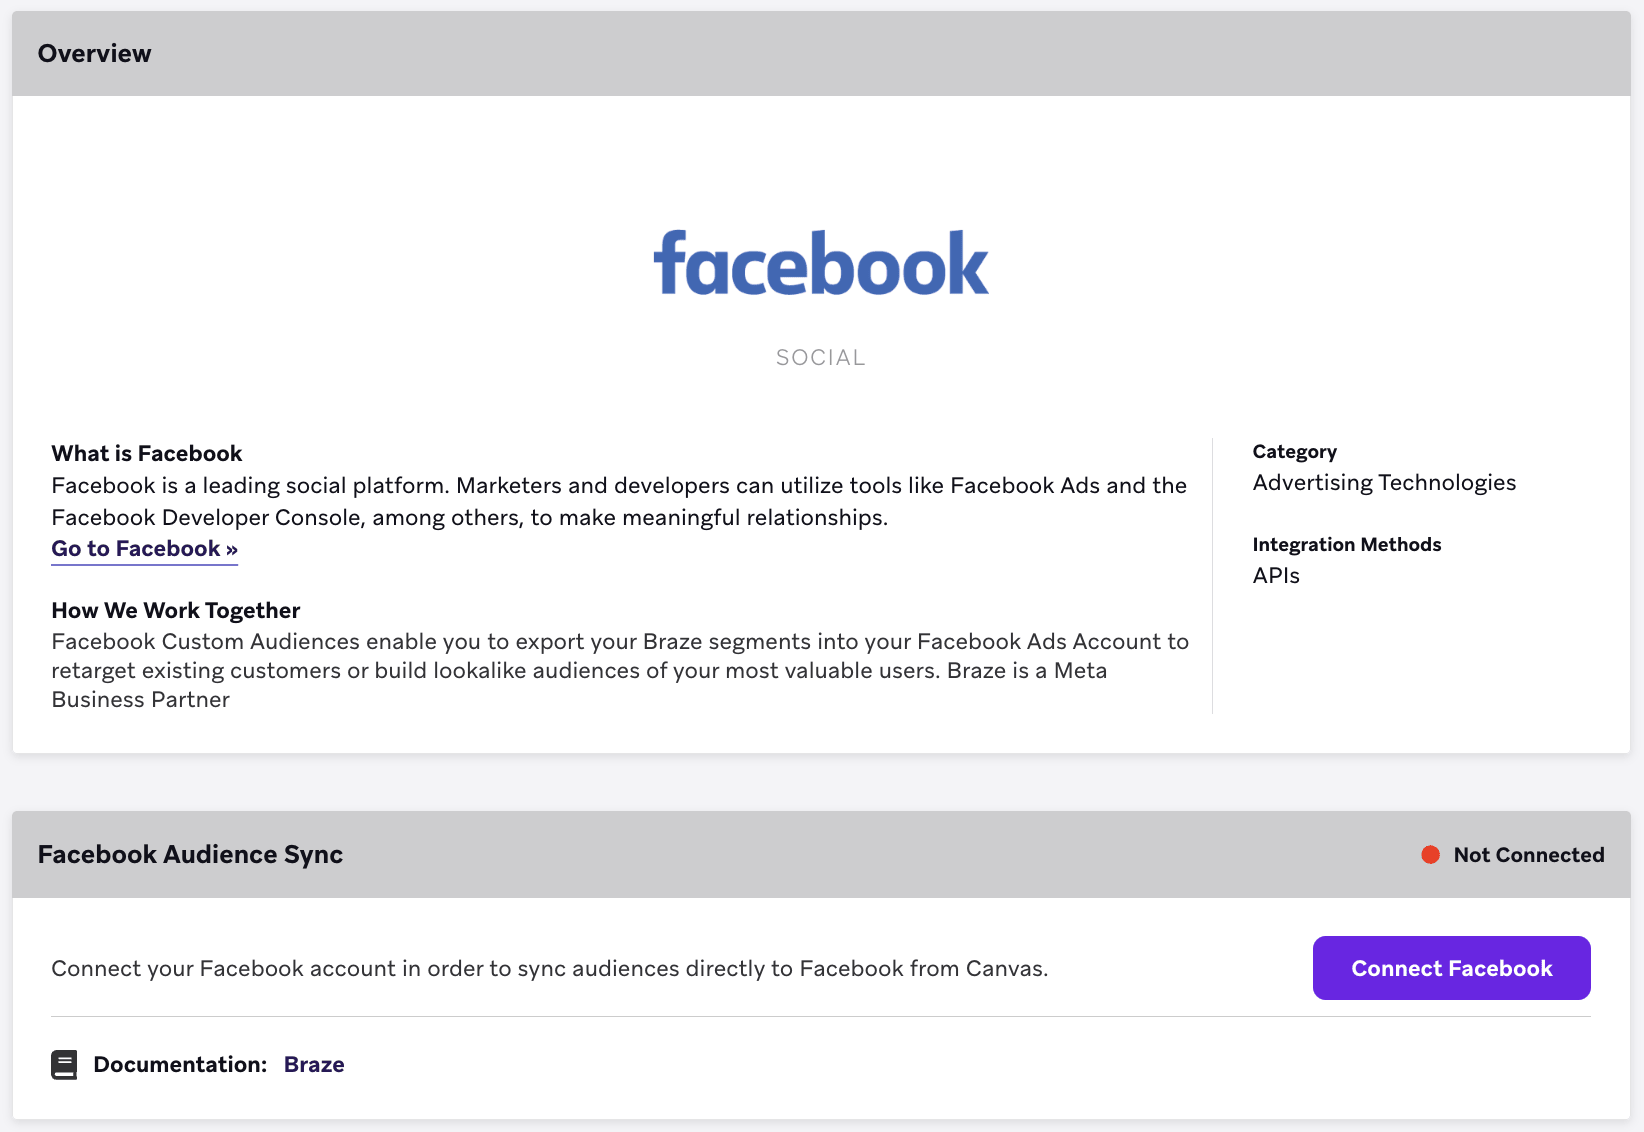 Overview
facebook
SOCIAL
What is Facebook
Facebook is a leading social platform. Marketers and developers can utilize tools like Facebook Ads and the
Facebook Developer Console, among others, to make meaningful relationships.
Go to Facebook »
How We Work Together
Facebook Custom Audiences enable you to export your Braze segments into your Facebook Ads Account to
retarget existing customers or build lookalike audiences of your most valuable users. Braze is a Meta
Business Partner
Category
Advertising Technologies
Integration Methods
APIs
Facebook Audience Sync
Not Connected
Connect your Facebook account in order to sync audiences directly to Facebook from Canvas.
Connect Facebook
Documentation: Braze